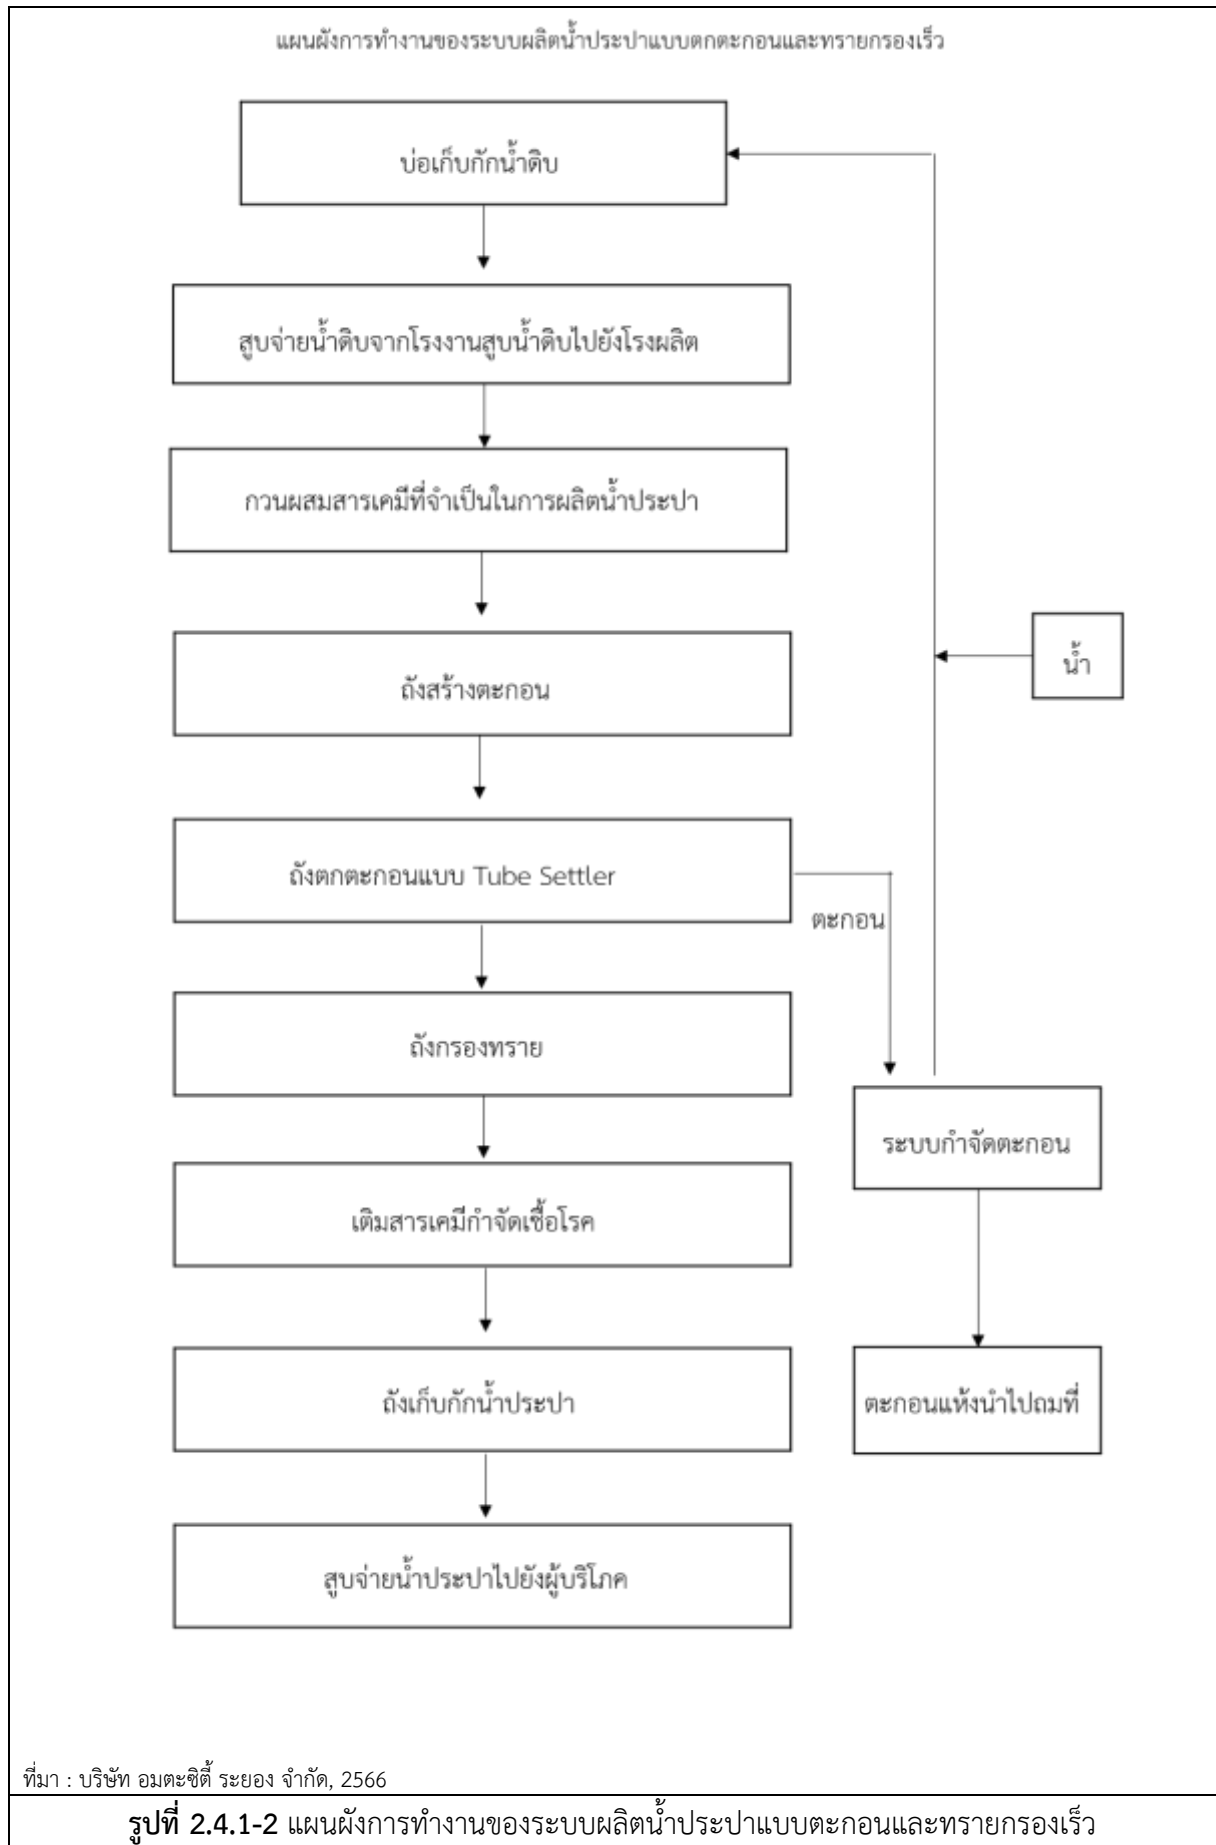 แผนผังการทำงานของระบบผลิตน้ำประปาแบบตกตะกอนและทรายกรองเร็ว
บ่อเก็บกักน้ำดิบ
สูบจ่ายน้ำดิบจากโรงงานสูบน้ำดิบไปยังโรงผลิต
กวนผสมสารเคมีที่จำเป็นในการผลิตน้ำประปา
น้ำ
ถังสร้างตะกอน
ถังตกตะกอนแบบ Tube Settler
ตะกอน
ถังกรองทราย
ระบบกำจัดตะกอน
เติมสารเคมีกำจัดเชื้อโรค
ถังเก็บกักน้ำประปา
ตะกอนแห้งนำไปถมที่
สูบจ่ายน้ำประปาไปยังผู้บริโภค
ที่มา : บริษัท อมตะซิตี้ ระยอง จำกัด, 2566
รูปที่ 2.4.1-2 แผนผังการทำงานของระบบผลิตน้ำประปาแบบตะกอนและทรายกรองเร็ว